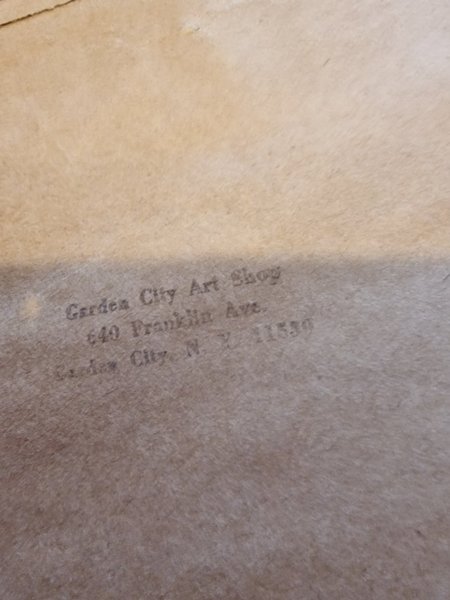 Garden City Art Shop
640 Franklin Ave.
Garden City, N. Y. 11530